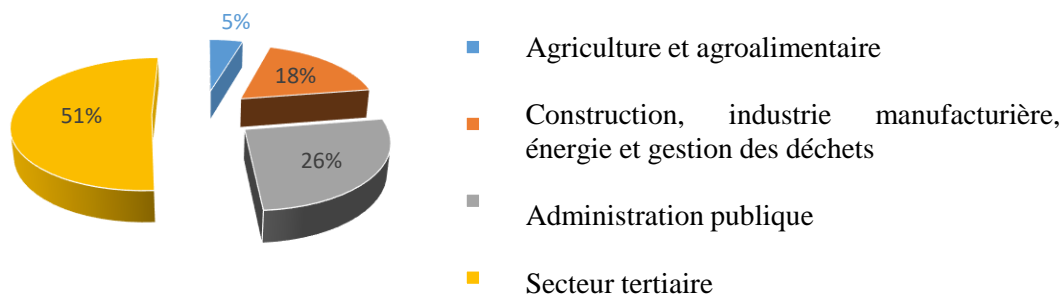 5%
18%
51%
26%
Agriculture et agroalimentaire
Construction, industrie manufacturière,
énergie et gestion des déchets
Administration publique
Secteur tertiaire